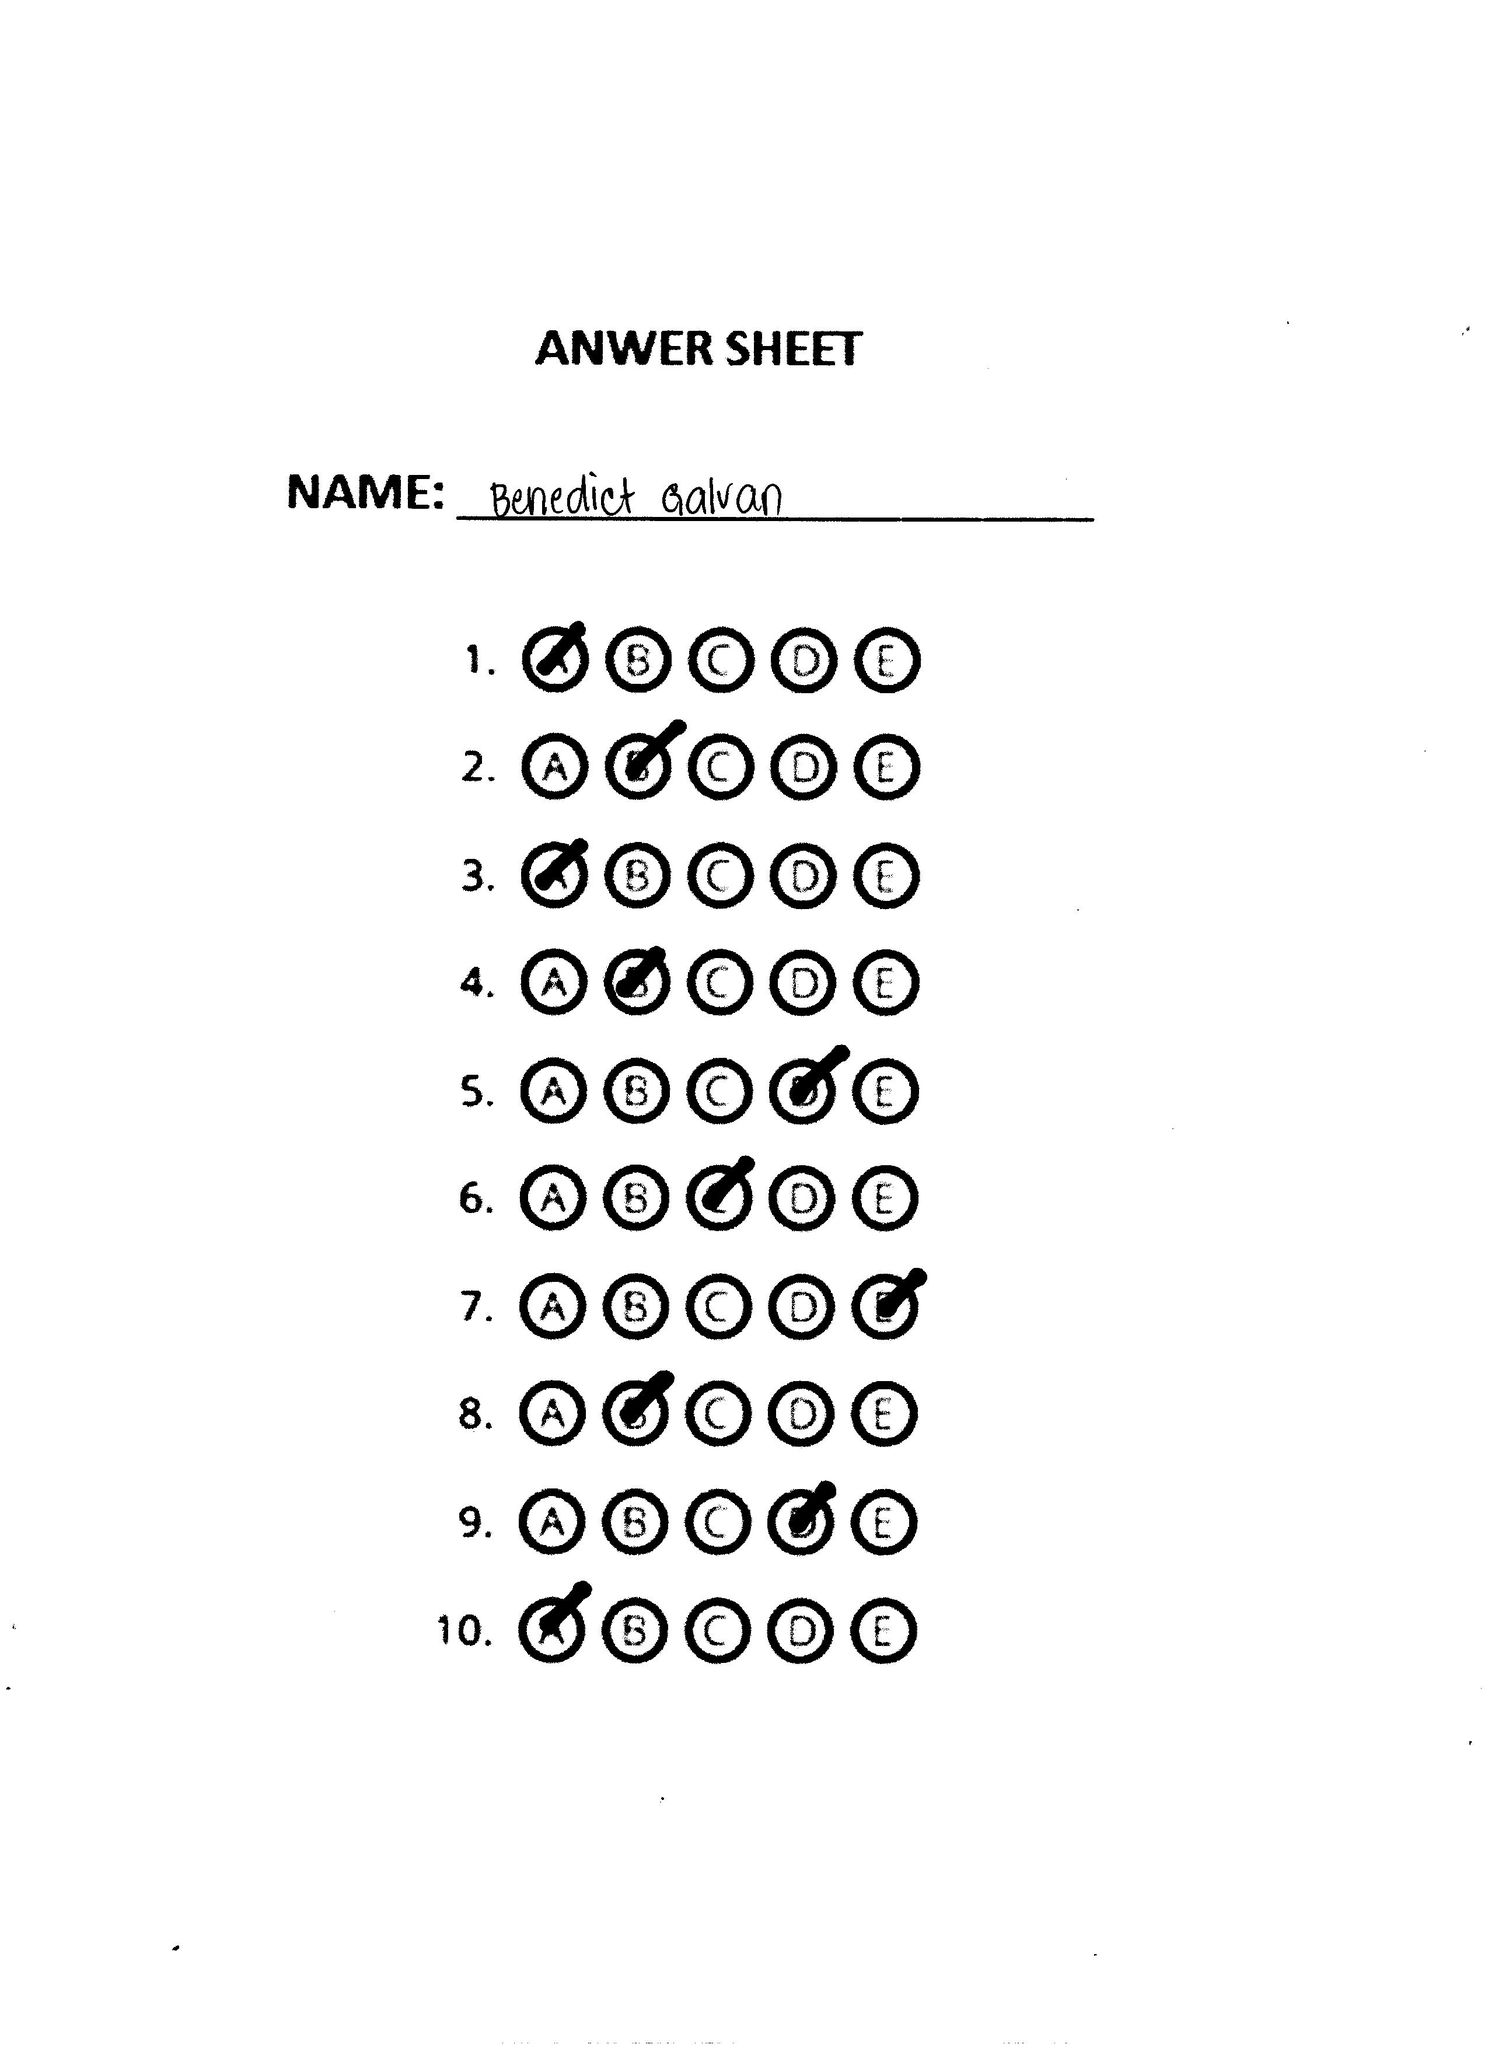 ANWER SHEET
NAME: Benedict Galvan
1. A B C D E
2. A B C D E
3. A B C D E
4. A B C D E
5. A B C D E
6. A B C D E
7. A B C D E
8. A B C D E
9. A B C D E
10. A B C D E